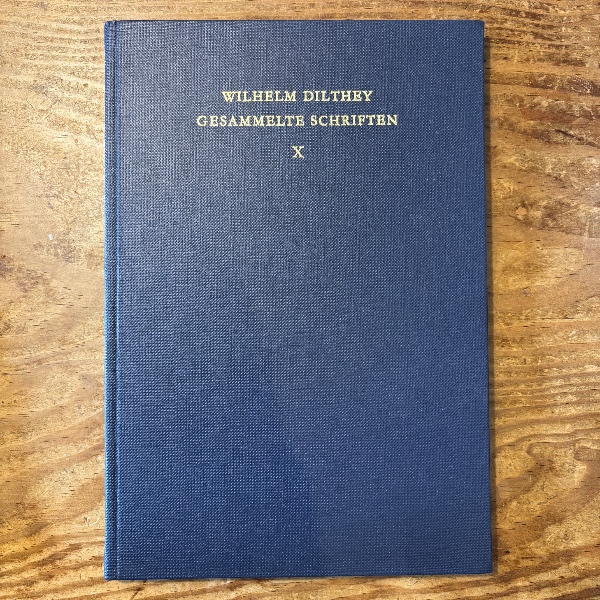 WILHELM DILTHEY
GESAMMELTE SCHRIFTEN
X